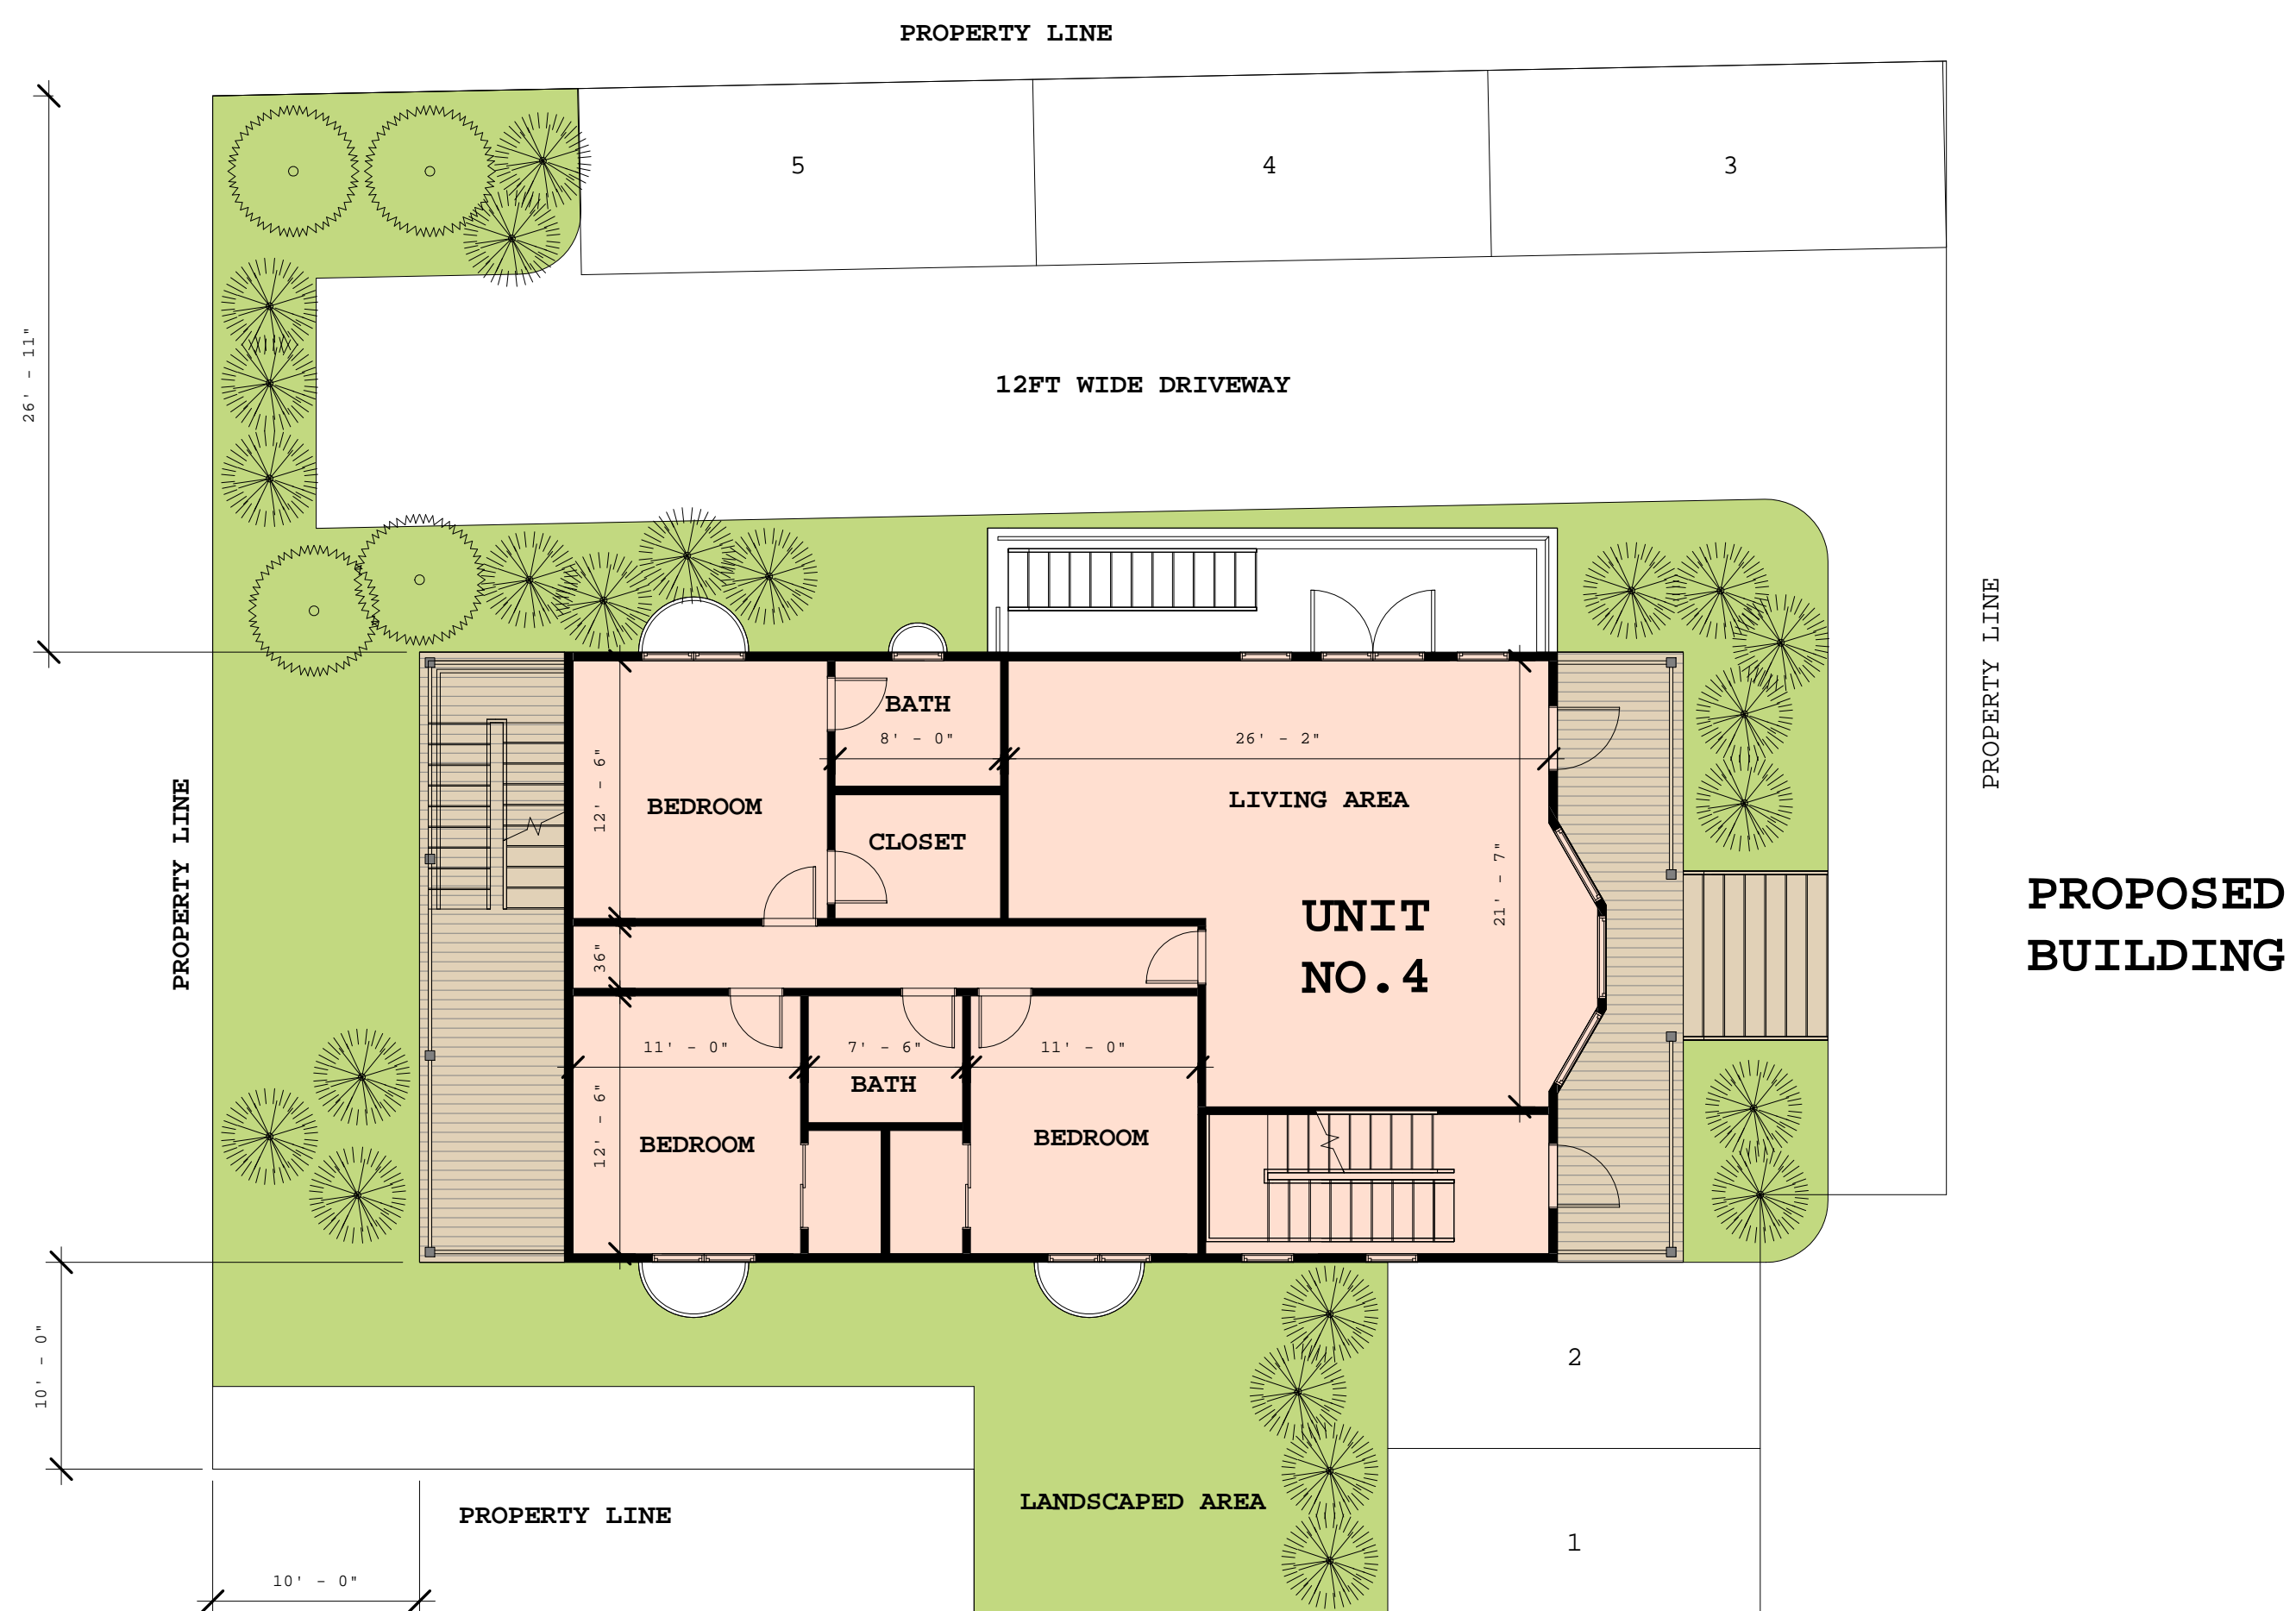 PROPERTY LINE
5
4
3
26' - 11"
12FT WIDE DRIVEWAY
PROPERTY LINE
BATH
8' - 0"
26' - 2"
12' - 6"
BEDROOM
LIVING AREA
CLOSET
21' - 7"
PROPERTY LINE
UNIT
NO.4
PROPOSED
BUILDING
36"
11' - 0"
7' - 6"
11' - 0"
BATH
12' - 6"
BEDROOM
BEDROOM
10' - 0"
2
LANDSCAPED AREA
PROPERTY LINE
1
10' - 0"